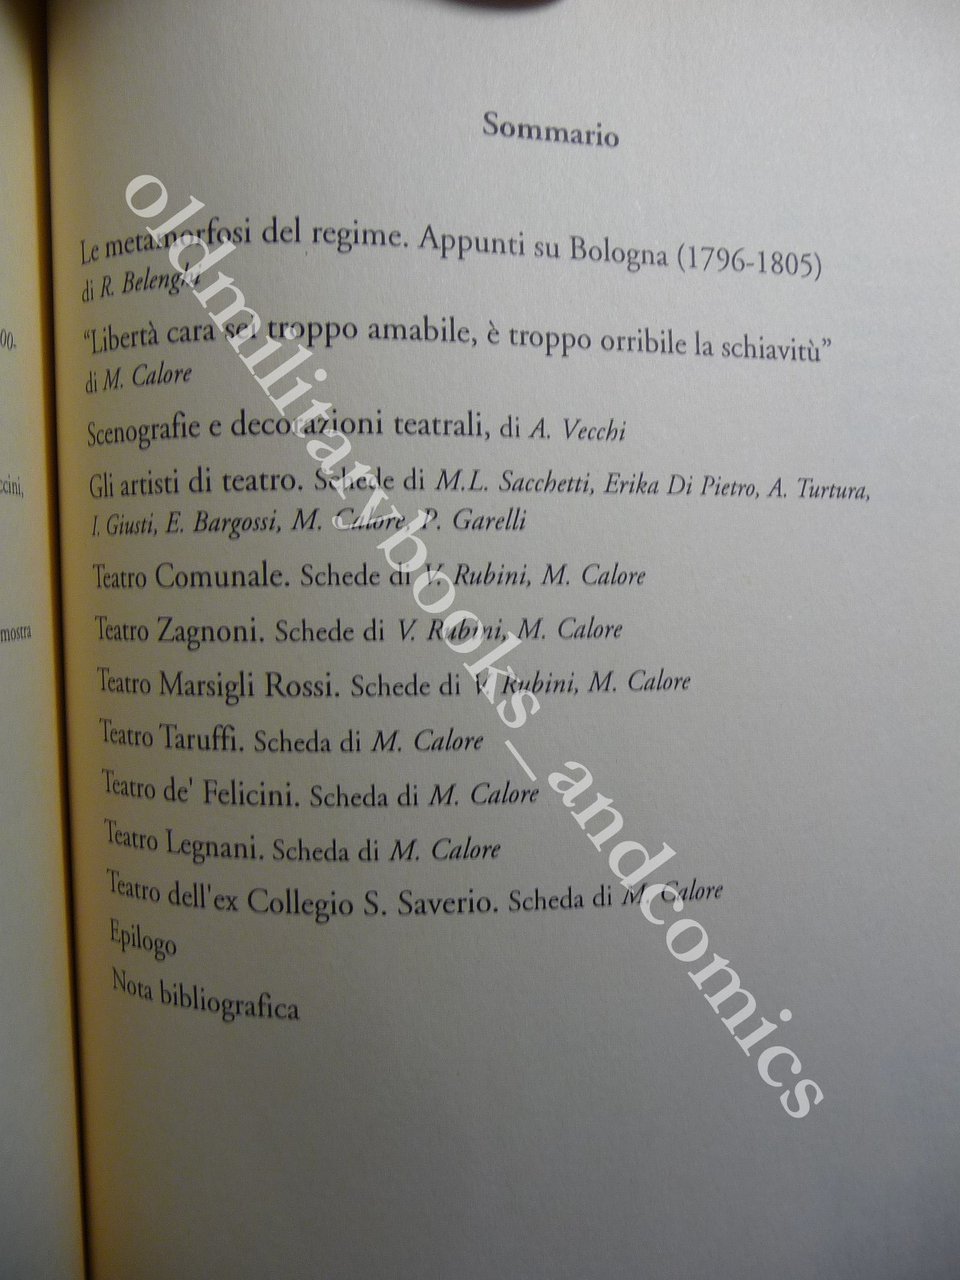 Sommario
Le metamorfosi del regime. Appunti su Bologna (1796-1805)
di R. Belenghi
“Libertà cara sei troppo amabile, è troppo orribile la schiavitù”
di M. Calore
Scenografie e decorazioni teatrali, di A. Vecchi
Gli artisti di teatro. Schede di M.L. Sacchetti, Erika Di Pietro, A. Turtura,
I. Giusti, E. Bargossi, M. Calore, P. Garelli
Teatro Comunale. Schede di V. Rubini, M. Calore
Teatro Zagnoni. Schede di V. Rubini, M. Calore
Teatro Marsigli Rossi. Schede di V. Rubini, M. Calore
Teatro Taruffi. Scheda di M. Calore
Teatro de' Felicini. Scheda di M. Calore
Teatro Legnani. Scheda di M. Calore
Teatro dell'ex Collegio S. Saverio. Scheda di M. Calore
Epilogo
Nota bibliografica
mostra
oldmilitarybooks_andcomics